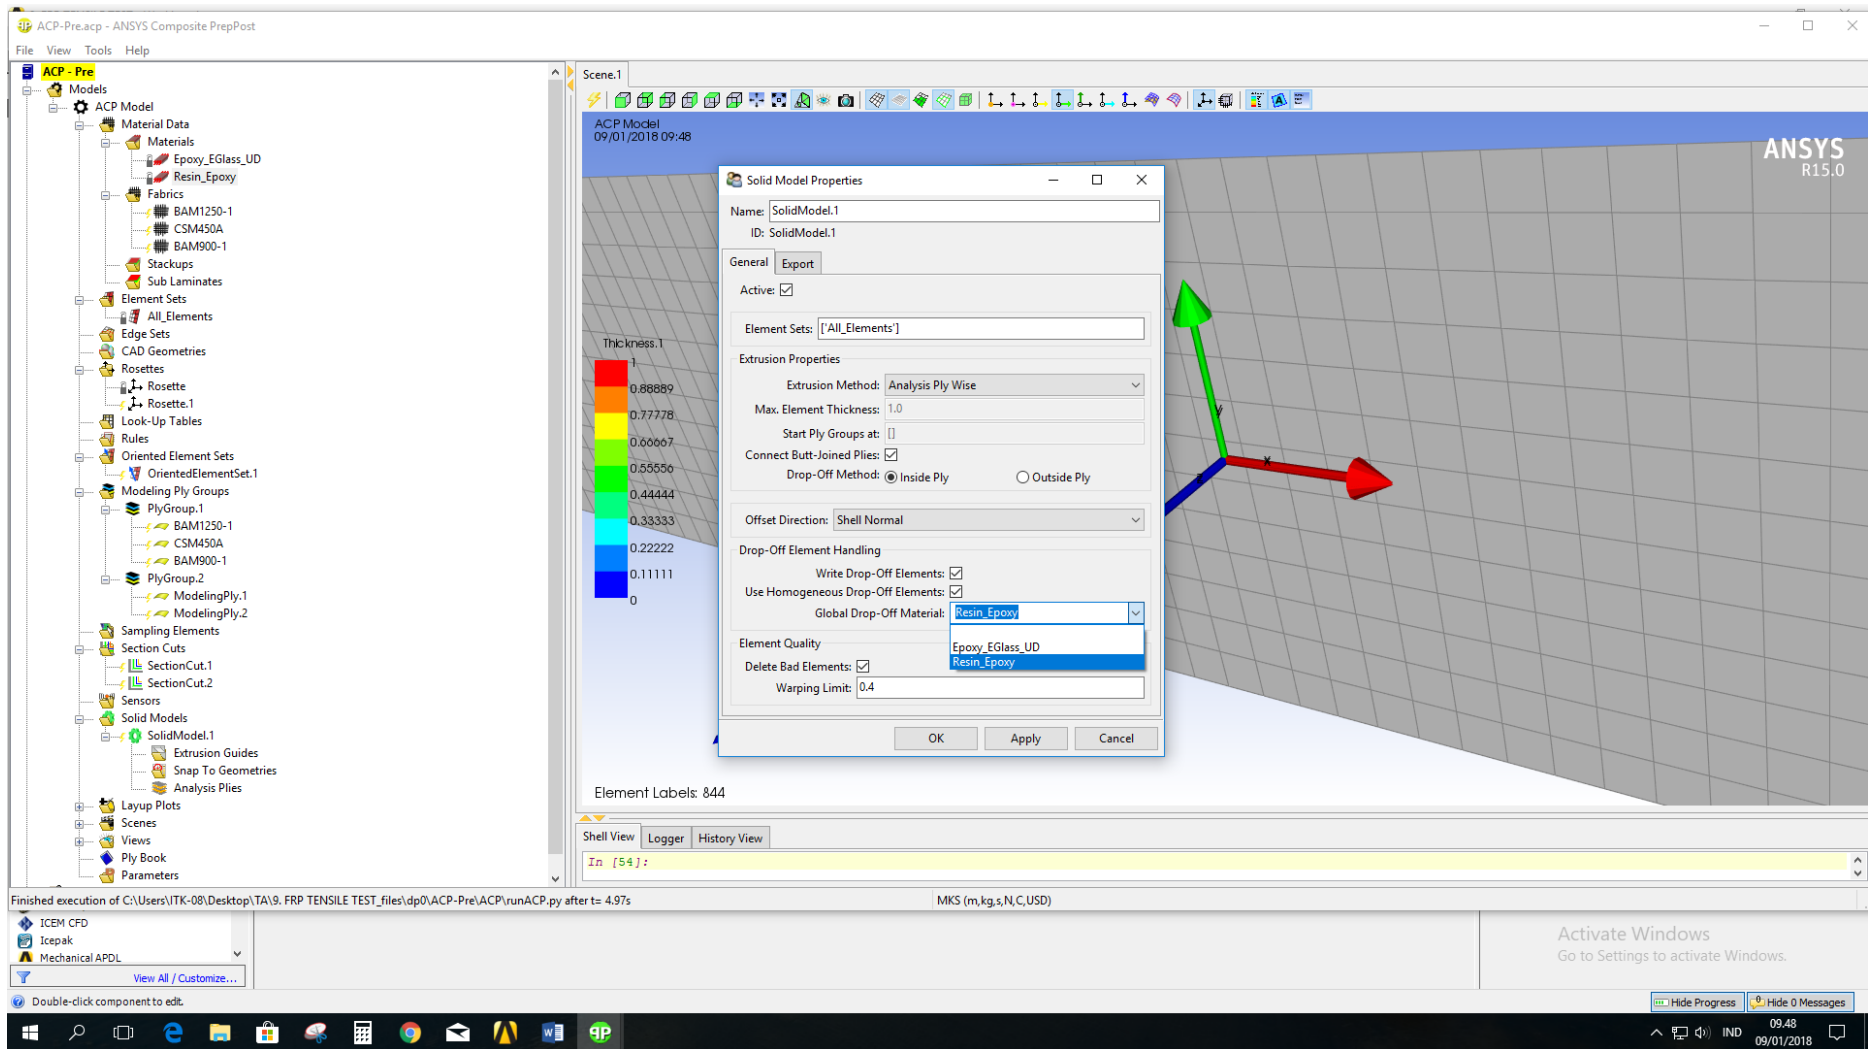 ACP-Pre.acp - ANSYS Composite PrepPost
File View Tools Help
ACP - Pre
Models
ACP Model
Material Data
Materials
Epoxy_EGlass_UD
Resin_Epoxy
Fabrics
BAM1250-1
CSM450A
BAM900-1
Stackups
Sub Laminates
Element Sets
All_Elements
Edge Sets
CAD Geometries
Rosettes
Rosette
Rosette.1
Look-Up Tables
Rules
Oriented Element Sets
OrientedElementSet.1
Modeling Ply Groups
PlyGroup.1
BAM1250-1
CSM450A
BAM900-1
PlyGroup.2
ModelingPly.1
ModelingPly.2
Sampling Elements
Section Cuts
SectionCut.1
SectionCut.2
Sensors
Solid Models
SolidModel.1
Extrusion Guides
Snap To Geometries
Analysis Plies
Layup Plots
Scenes
Views
Ply Book
Parameters
Scene.1
ACP Model
09/01/2018 09:48
ANSYS
R15.0
Thickness.1
1
0.88889
0.77778
0.66667
0.55556
0.44444
0.33333
0.22222
0.11111
0
Element Labels: 844
Solid Model Properties
Name: SolidModel.1
ID: SolidModel.1
General Export
Active:
Element Sets: ['All_Elements']
Extrusion Properties
Extrusion Method: Analysis Ply Wise
Max. Element Thickness: 1.0
Start Ply Groups at: []
Connect Butt-Joined Plies:
Drop-Off Method: Inside Ply Outside Ply
Offset Direction: Shell Normal
Drop-Off Element Handling
Write Drop-Off Elements:
Use Homogeneous Drop-Off Elements:
Global Drop-Off Material: Resin_Epoxy
Epoxy_EGlass_UD
Resin_Epoxy
Element Quality
Delete Bad Elements:
Warping Limit: 0.4
OK Apply Cancel
Shell View Logger History View
In [54]:
Finished execution of C:\Users\ITK-08\Desktop\TA\9. FRP TENSILE TEST_files\dp0\ACP-Pre\ACP\runACP.py after t= 4.97s
MKS (m,kg,s,N,C,USD)
ICEM CFD
Icepak
Mechanical APDL
View All / Customize...
Activate Windows
Go to Settings to activate Windows.
Double-click component to edit.
Hide Progress Hide 0 Messages
IND
09.48
09/01/2018